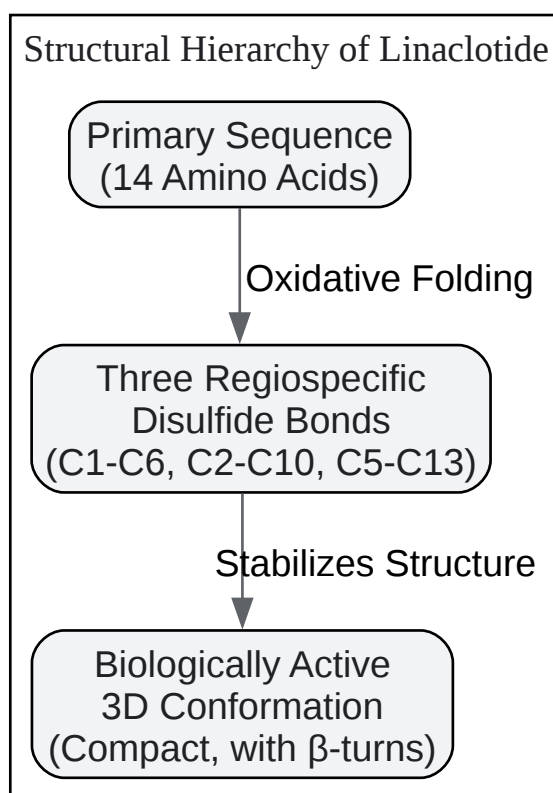 Structural Hierarchy of Linaclotide
Primary Sequence
(14 Amino Acids)
Oxidative Folding
Three Regiospecific
Disulfide Bonds
(C1-C6, C2-C10, C5-C13)
Stabilizes Structure
Biologically Active
3D Conformation
(Compact, with β-turns)